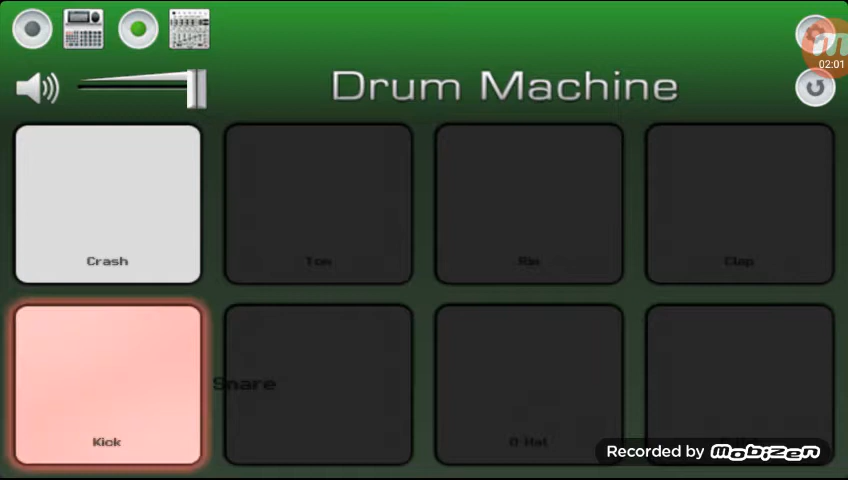 02:01
Drum Machine
Crash
Tom
Rim
Clap
Snare
Kick
O-Hat
Recorded by mobizen